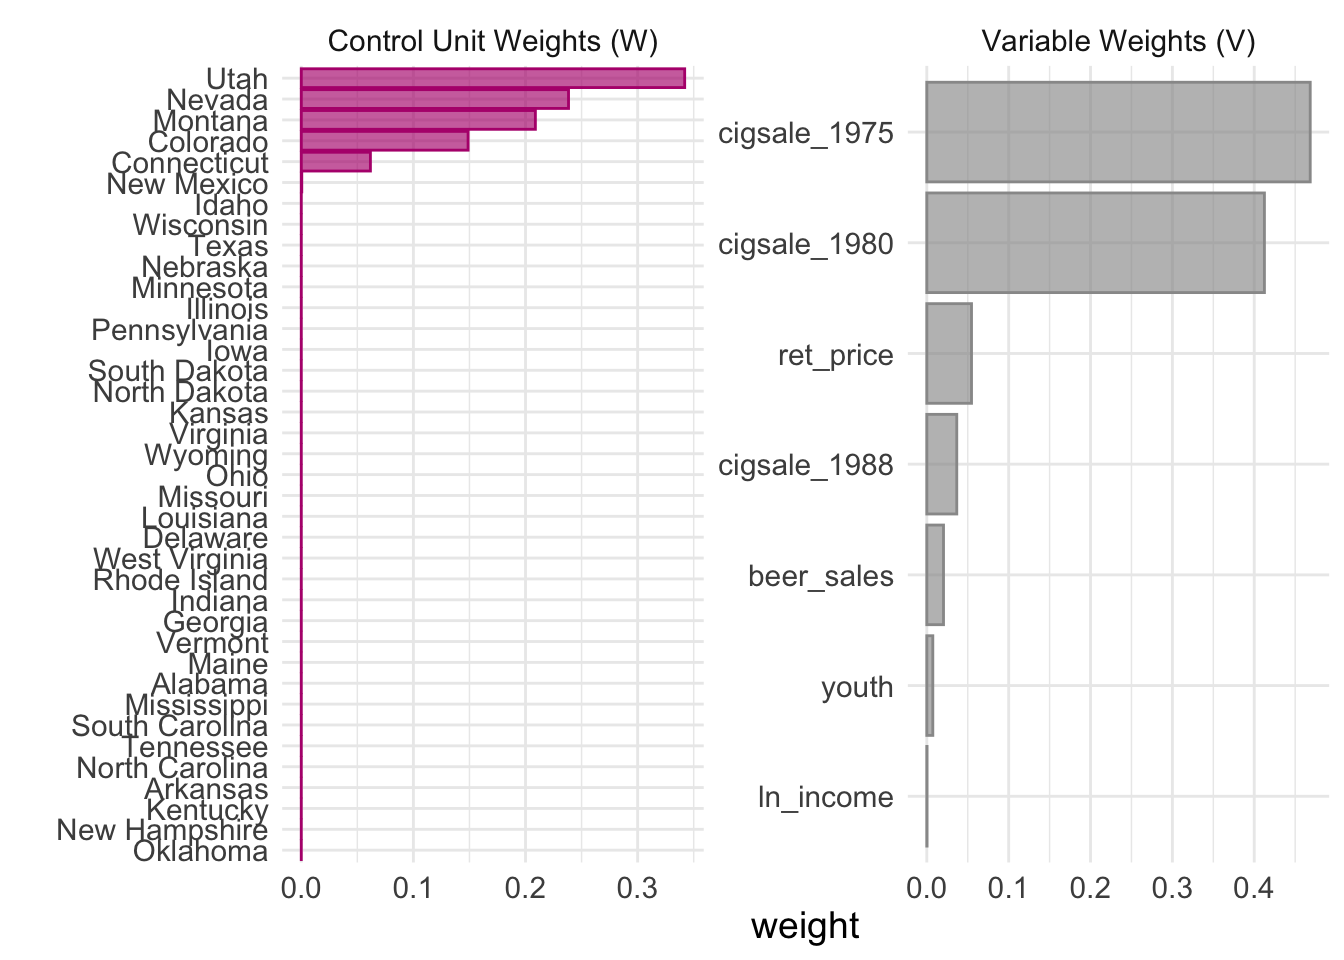 Control Unit Weights (W)
Utah
Nevada
Montana
Colorado
Connecticut
New Mexico
Idaho
Wisconsin
Texas
Nebraska
Minnesota
Illinois
Pennsylvania
Iowa
South Dakota
North Dakota
Kansas
Virginia
Wyoming
Ohio
Missouri
Louisiana
Delaware
West Virginia
Rhode Island
Indiana
Georgia
Vermont
Maine
Alabama
Mississippi
South Carolina
Tennessee
North Carolina
Arkansas
Kentucky
New Hampshire
Oklahoma
0.0 0.1 0.2 0.3
Variable Weights (V)
cigsale_1975
cigsale_1980
ret_price
cigsale_1988
beer_sales
youth
ln_income
0.0 0.1 0.2 0.3 0.4
weight